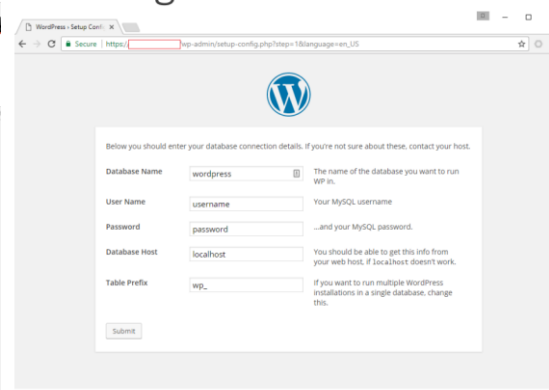 WordPress › Setup Confi
Secure https:// /wp-admin/setup-config.php?step=1&language=en_US
Below you should enter your database connection details. If you're not sure about these, contact your host.
Database Name wordpress The name of the database you want to run
WP in.
User Name username Your MySQL username
Password password ...and your MySQL password.
Database Host localhost You should be able to get this info from
your web host, if localhost doesn't work.
Table Prefix wp_ If you want to run multiple WordPress
installations in a single database, change
this.
Submit